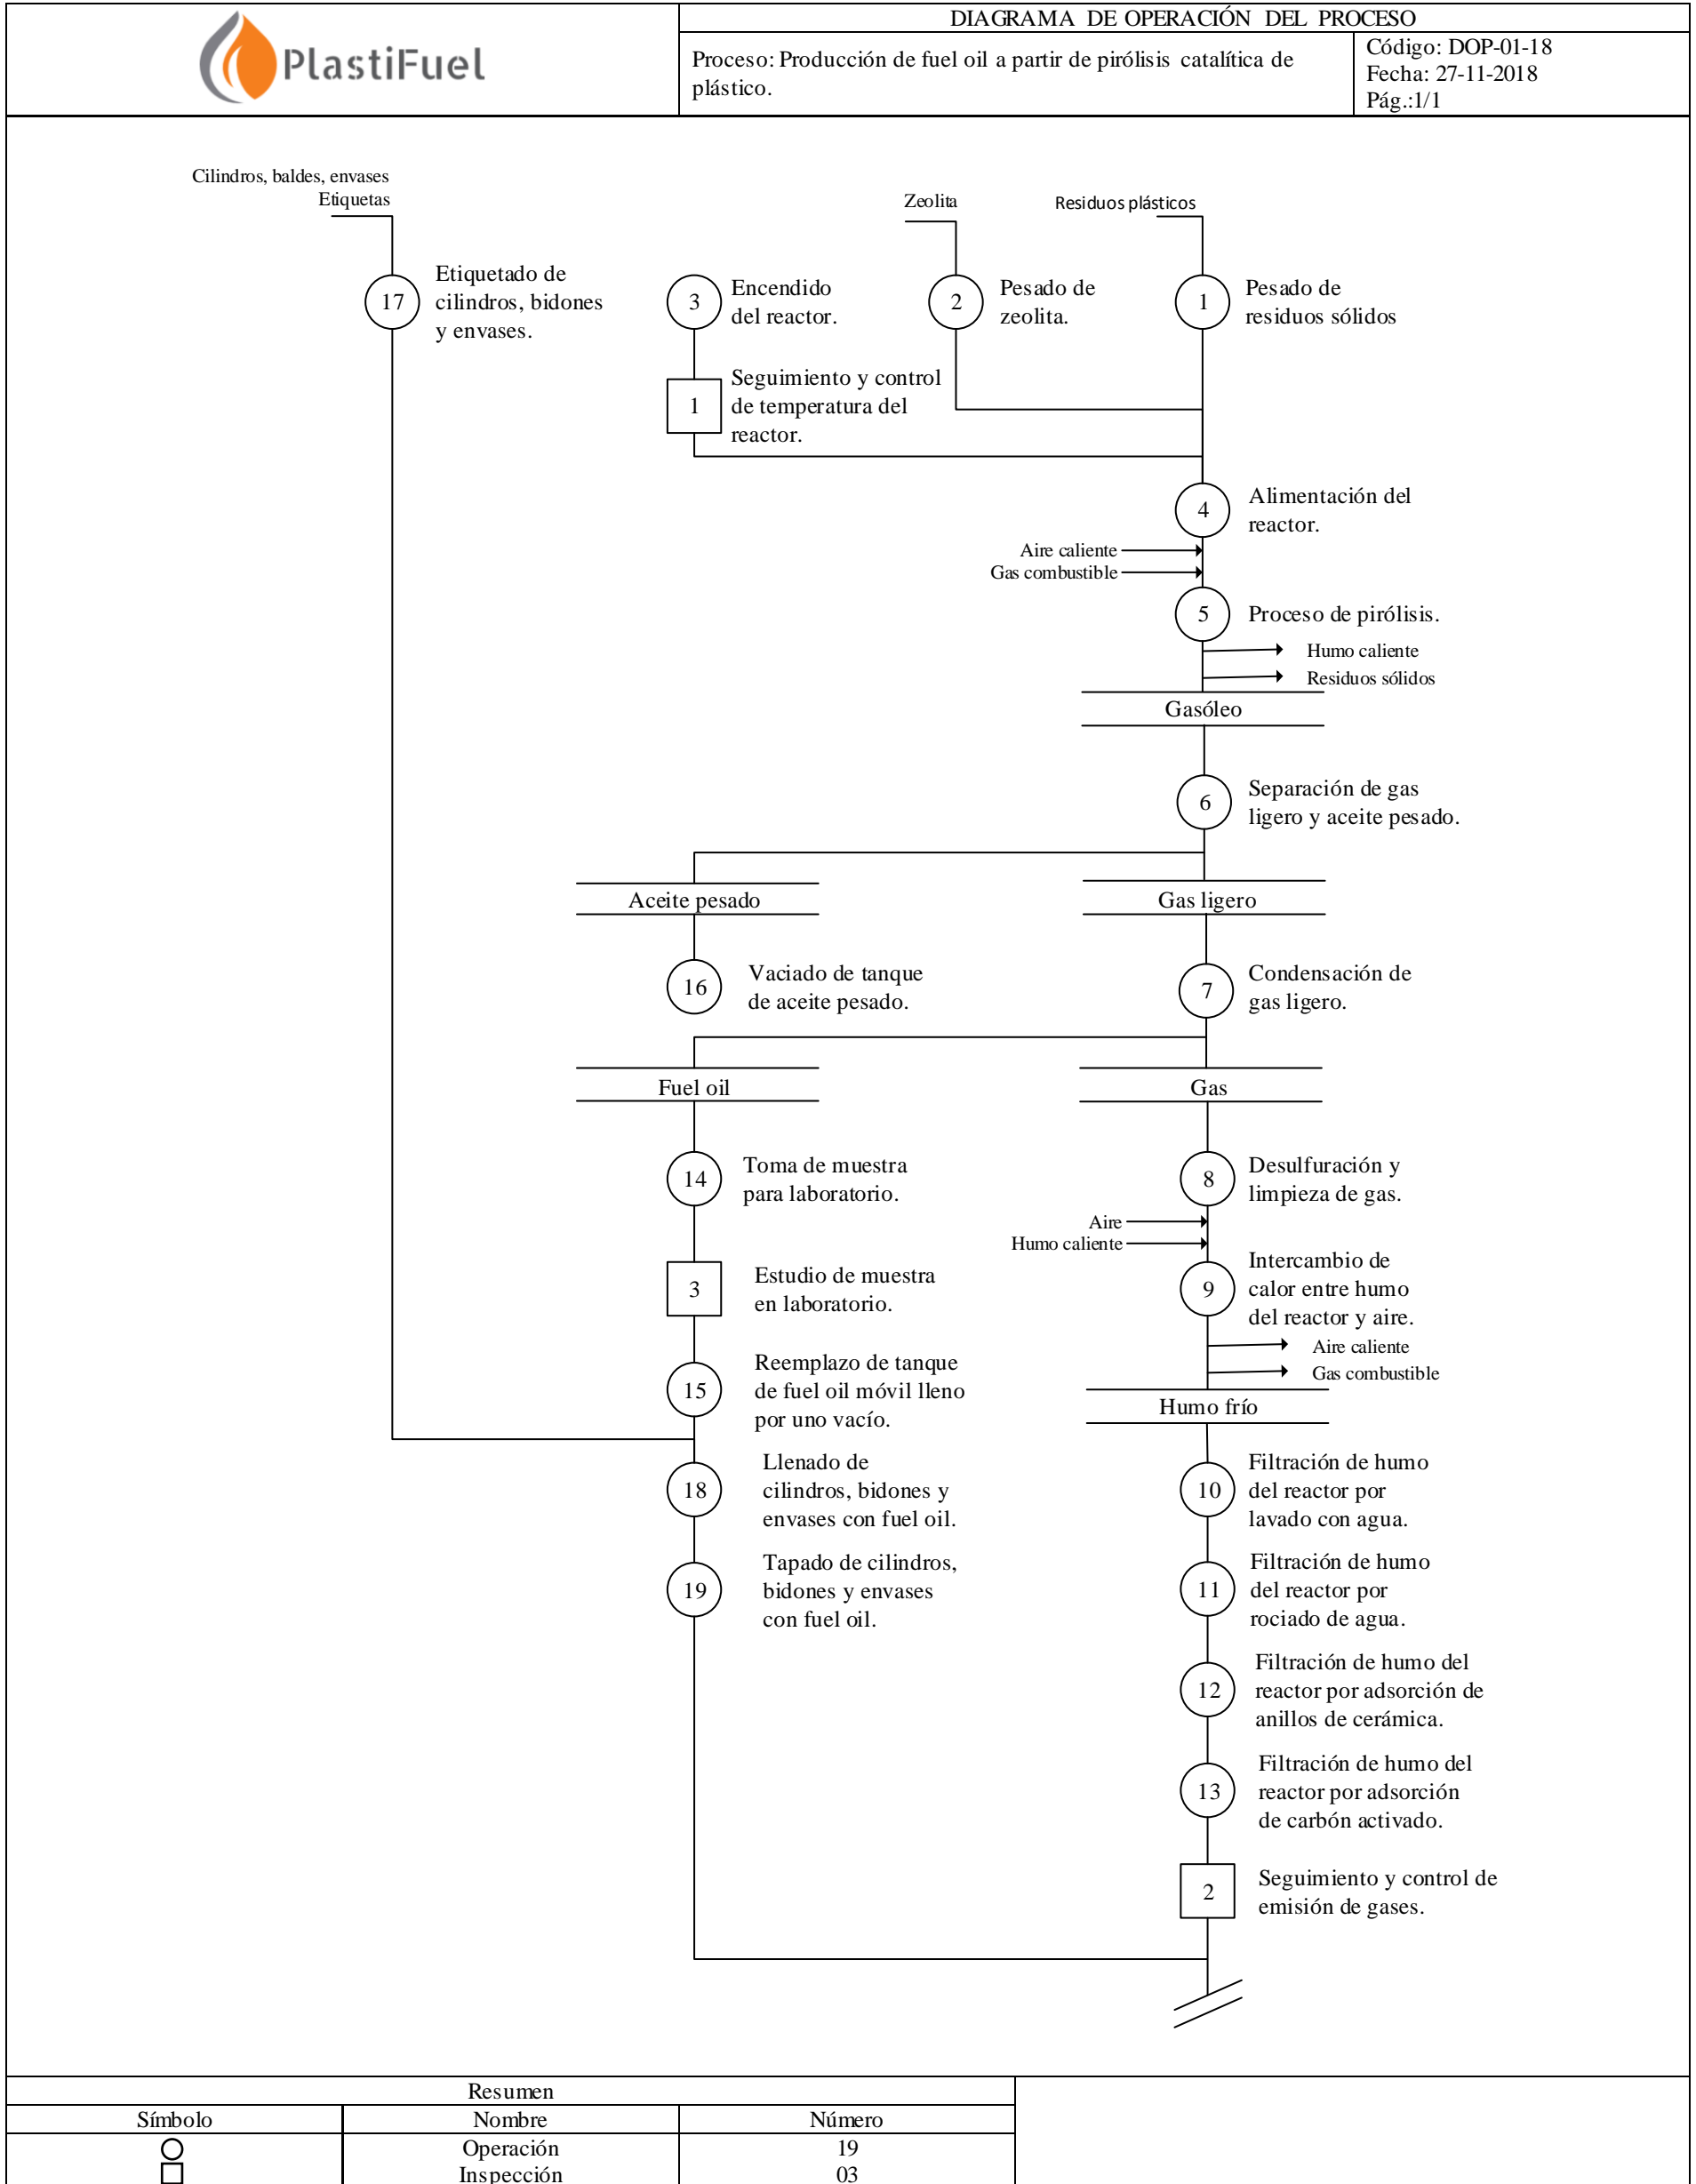 PlastiFuel
DIAGRAMA DE OPERACIÓN DEL PROCESO
Proceso: Producción de fuel oil a partir de pirólisis catalítica de
plástico.
Código: DOP-01-18
Fecha: 27-11-2018
Pág.:1/1
Cilindros, baldes, envases
Etiquetas
Zeolita
Residuos plásticos
17
Etiquetado de
cilindros, bidones
y envases.
3
Encendido
del reactor.
2
Pesado de
zeolita.
1
Pesado de
residuos sólidos
1
Seguimiento y control
de temperatura del
reactor.
4
Alimentación del
reactor.
Aire caliente
Gas combustible
5
Proceso de pirólisis.
Humo caliente
Residuos sólidos
Gasóleo
6
Separación de gas
ligero y aceite pesado.
Aceite pesado
Gas ligero
16
Vaciado de tanque
de aceite pesado.
7
Condensación de
gas ligero.
Fuel oil
Gas
14
Toma de muestra
para laboratorio.
8
Desulfuración y
limpieza de gas.
Aire
Humo caliente
3
Estudio de muestra
en laboratorio.
9
Intercambio de
calor entre humo
del reactor y aire.
Aire caliente
Gas combustible
15
Reemplazo de tanque
de fuel oil móvil lleno
por uno vacío.
Humo frío
18
Llenado de
cilindros, bidones y
envases con fuel oil.
10
Filtración de humo
del reactor por
lavado con agua.
19
Tapado de cilindros,
bidones y envases
con fuel oil.
11
Filtración de humo
del reactor por
rociado de agua.
12
Filtración de humo del
reactor por adsorción de
anillos de cerámica.
13
Filtración de humo del
reactor por adsorción
de carbón activado.
2
Seguimiento y control de
emisión de gases.
Resumen
Símbolo Nombre Número
Operación 19
Inspección 03